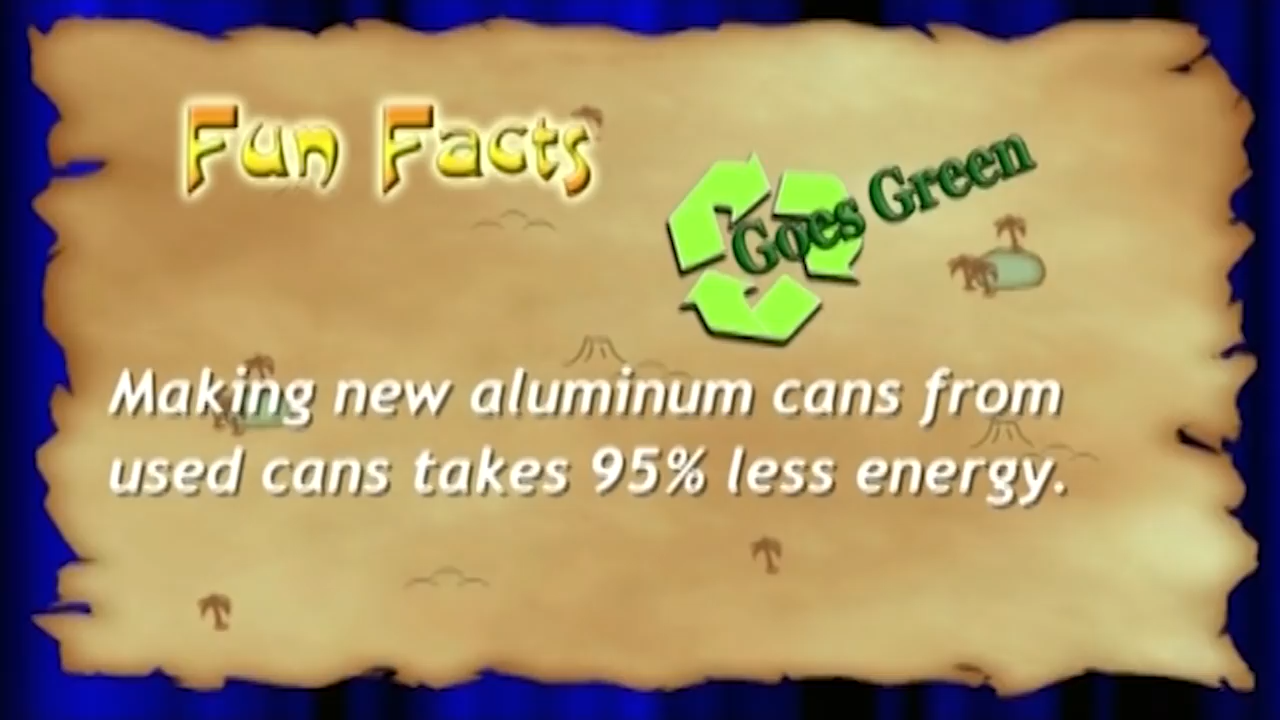 Fun Facts
Goes Green
Making new aluminum cans from
used cans takes 95% less energy.